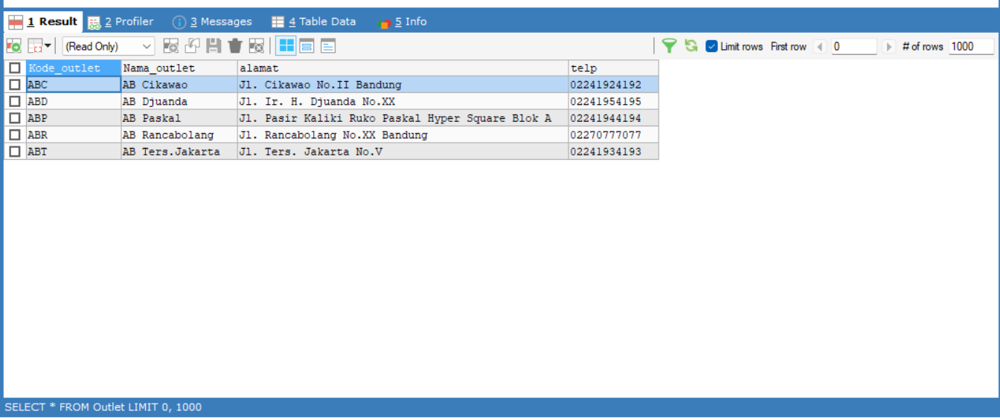 1 Result 2 Profiler 3 Messages 4 Table Data 5 Info
(Read Only) Limit rows First row 0 # of rows 1000
Kode_outlet Nama_outlet alamat telp
ABC AB Cikawao Jl. Cikawao No.II Bandung 02241924192
ABD AB Djuanda Jl. Ir. H. Djuanda No.XX 02241954195
ABP AB Paskal Jl. Pasir Kaliki Ruko Paskal Hyper Square Blok A 02241944194
ABR AB Rancabolang Jl. Rancabolang No.XX Bandung 02270777077
ABT AB Ters.Jakarta Jl. Ters. Jakarta No.V 02241934193
SELECT * FROM Outlet LIMIT 0, 1000